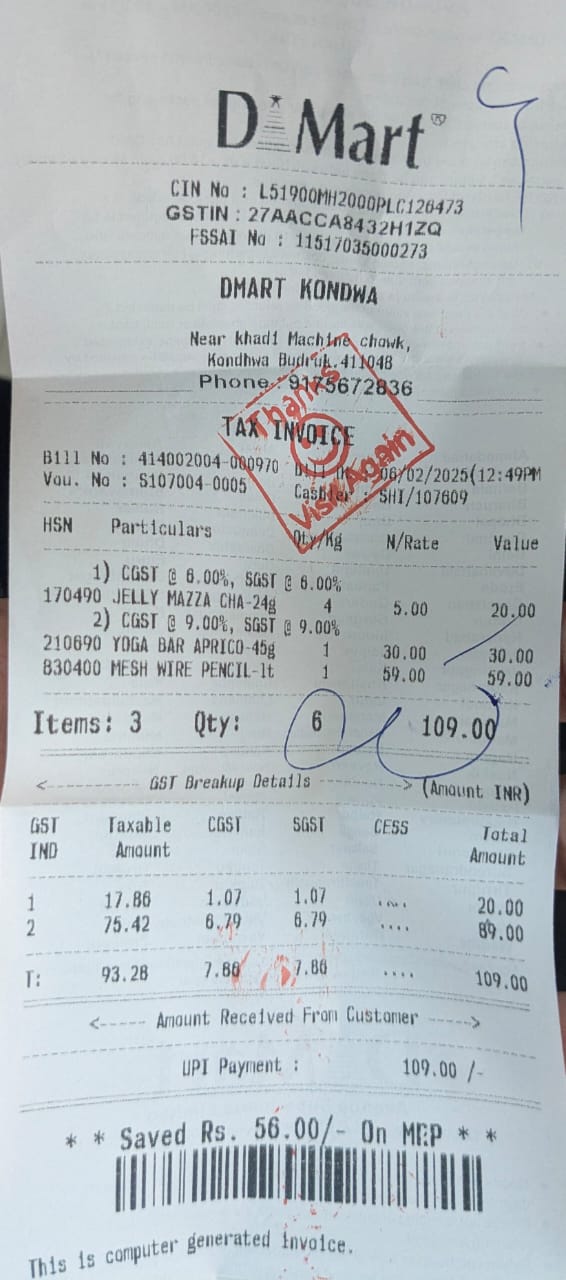 D Mart®
CIN No : L51900MH2000PLC126473
GSTIN : 27AACCA8432H1ZQ
FSSAI No : 11517035000273
DMART KONDWA
Near khadi Machine chowk,
Kondhwa Budruk.411048
Phone : 9175672836
TAX INVOICE
Thanks
Visit Again
Bill No : 414002004-000970 06/02/2025(12:49PM
Vou. No : S107004-0005 Cashier : SHI/107609
HSN Particulars Qty/Kg N/Rate Value
1) CGST @ 6.00%, SGST @ 6.00%
170490 JELLY MAZZA CHA-24g 4 5.00 20.00
2) CGST @ 9.00%, SGST @ 9.00%
210690 YOGA BAR APRICO-45g 1 30.00 30.00
830400 MESH WIRE PENCIL-1t 1 59.00 59.00
Items: 3 Qty: 6 109.00
<---------- GST Breakup Details ----------> (Amount INR)
GST Taxable CGST SGST CESS Total
IND Amount Amount
1 17.86 1.07 1.07 .... 20.00
2 75.42 6.79 6.79 .... 89.00
T: 93.28 7.86 7.86 .... 109.00
<----- Amount Received From Customer ----->
UPI Payment : 109.00 /-
* * Saved Rs. 56.00/- On MRP * *
This is computer generated invoice.